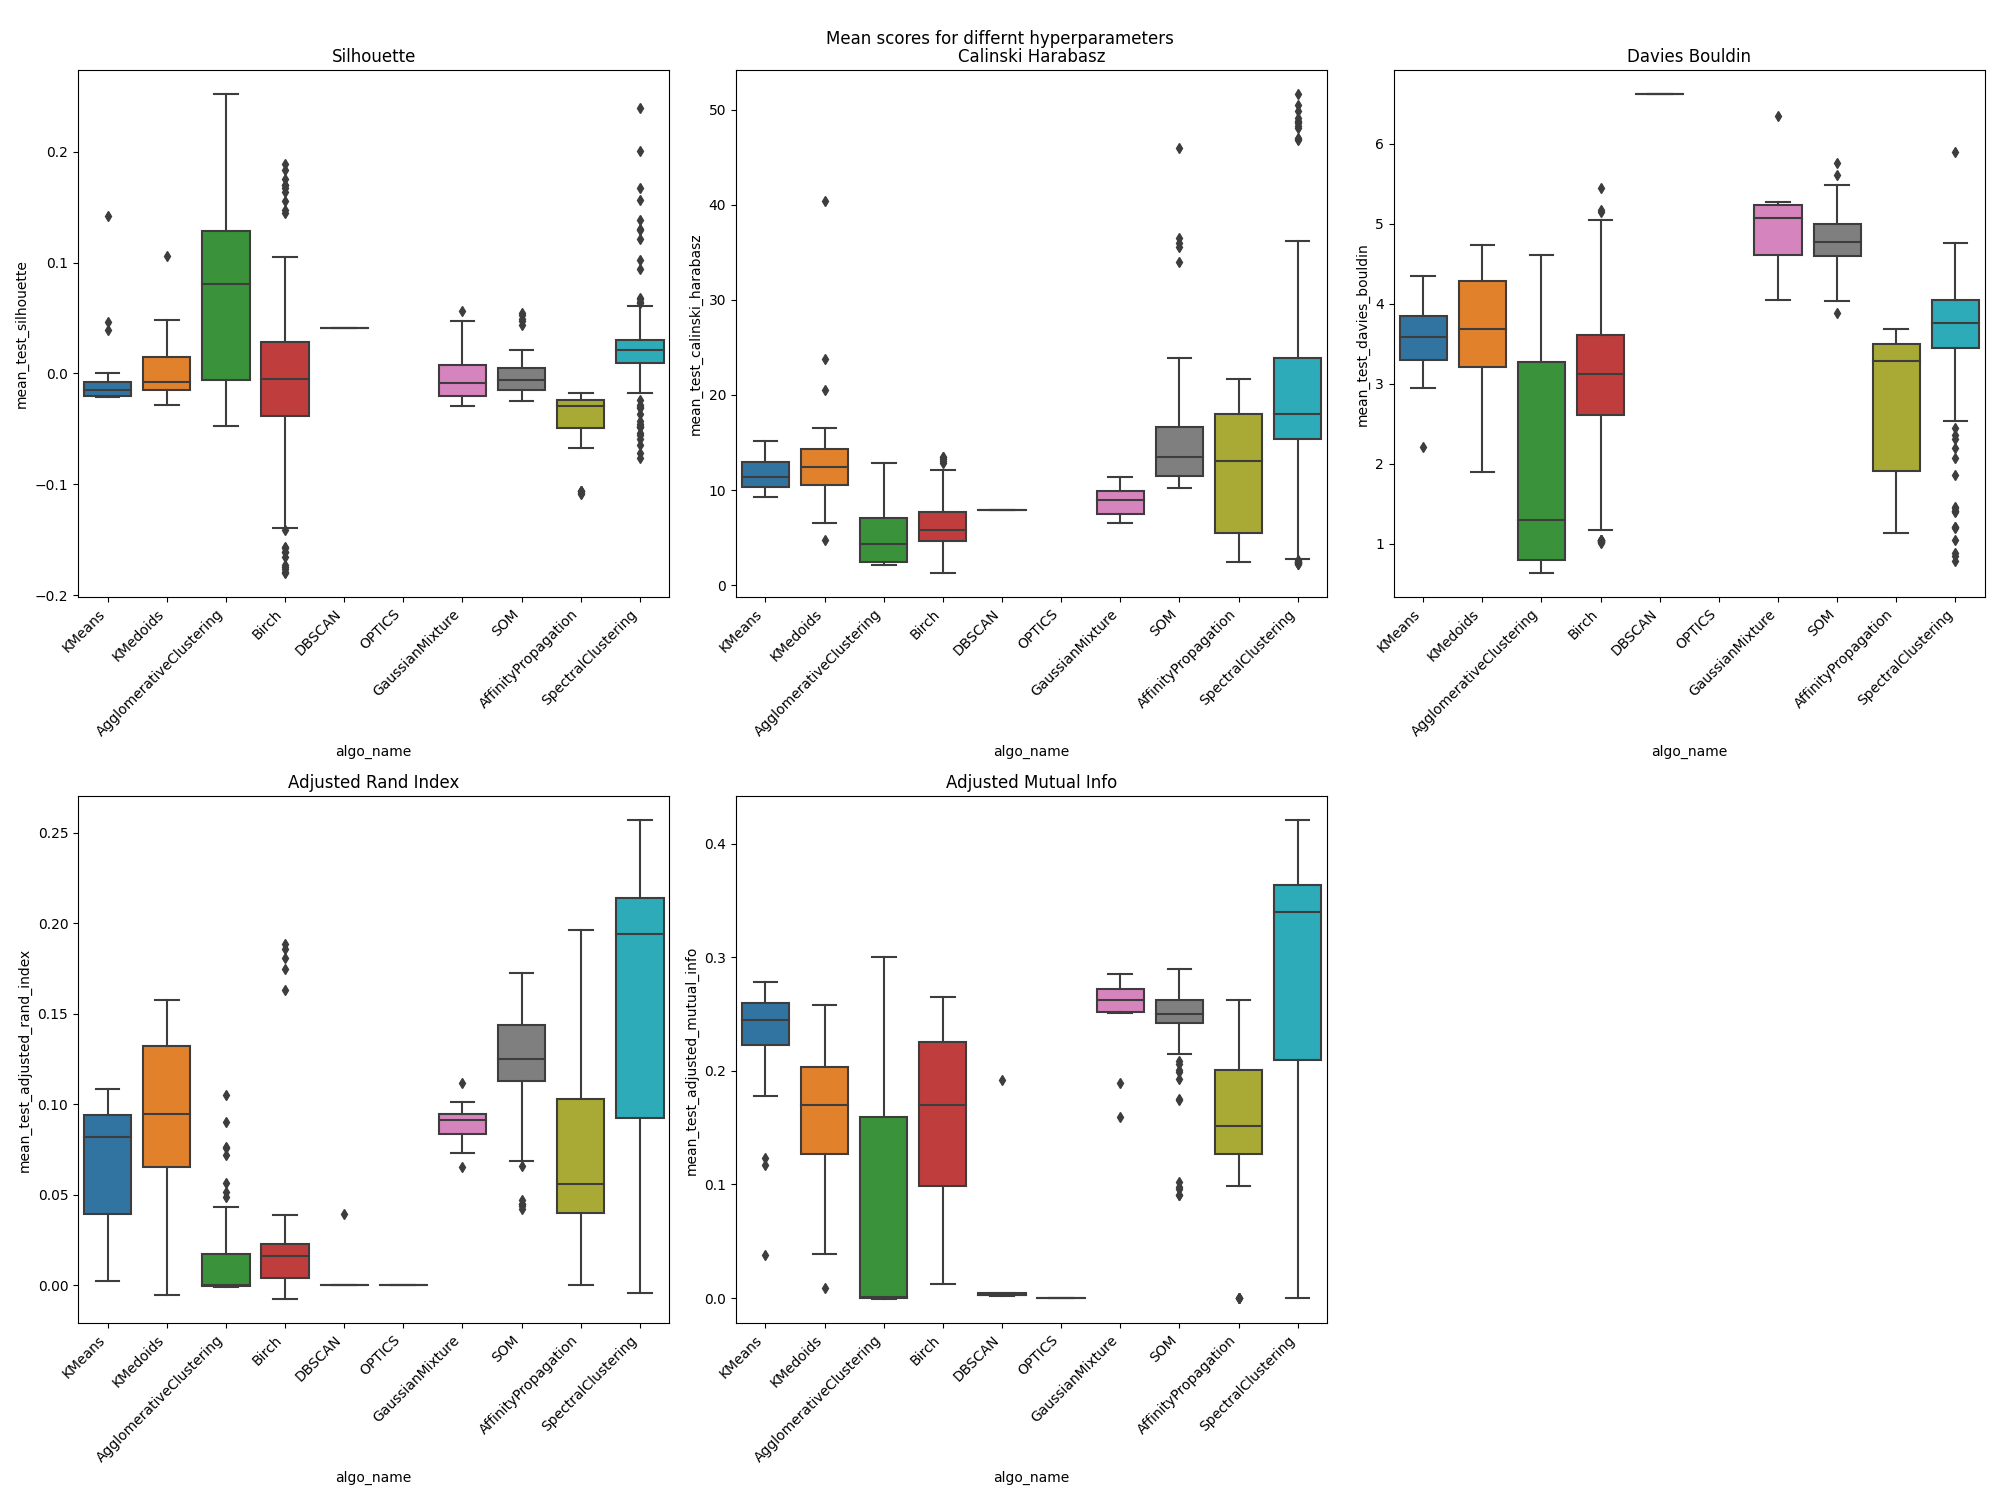 Mean scores for differnt hyperparameters
Silhouette
mean_test_silhouette
0.2
0.1
0.0
−0.1
−0.2
KMeans
KMedoids
AgglomerativeClustering
Birch
DBSCAN
OPTICS
GaussianMixture
SOM
AffinityPropagation
SpectralClustering
algo_name
Calinski Harabasz
mean_test_calinski_harabasz
50
40
30
20
10
0
KMeans
KMedoids
AgglomerativeClustering
Birch
DBSCAN
OPTICS
GaussianMixture
SOM
AffinityPropagation
SpectralClustering
algo_name
Davies Bouldin
mean_test_davies_bouldin
6
5
4
3
2
1
KMeans
KMedoids
AgglomerativeClustering
Birch
DBSCAN
OPTICS
GaussianMixture
SOM
AffinityPropagation
SpectralClustering
algo_name
Adjusted Rand Index
mean_test_adjusted_rand_index
0.25
0.20
0.15
0.10
0.05
0.00
KMeans
KMedoids
AgglomerativeClustering
Birch
DBSCAN
OPTICS
GaussianMixture
SOM
AffinityPropagation
SpectralClustering
algo_name
Adjusted Mutual Info
mean_test_adjusted_mutual_info
0.4
0.3
0.2
0.1
0.0
KMeans
KMedoids
AgglomerativeClustering
Birch
DBSCAN
OPTICS
GaussianMixture
SOM
AffinityPropagation
SpectralClustering
algo_name